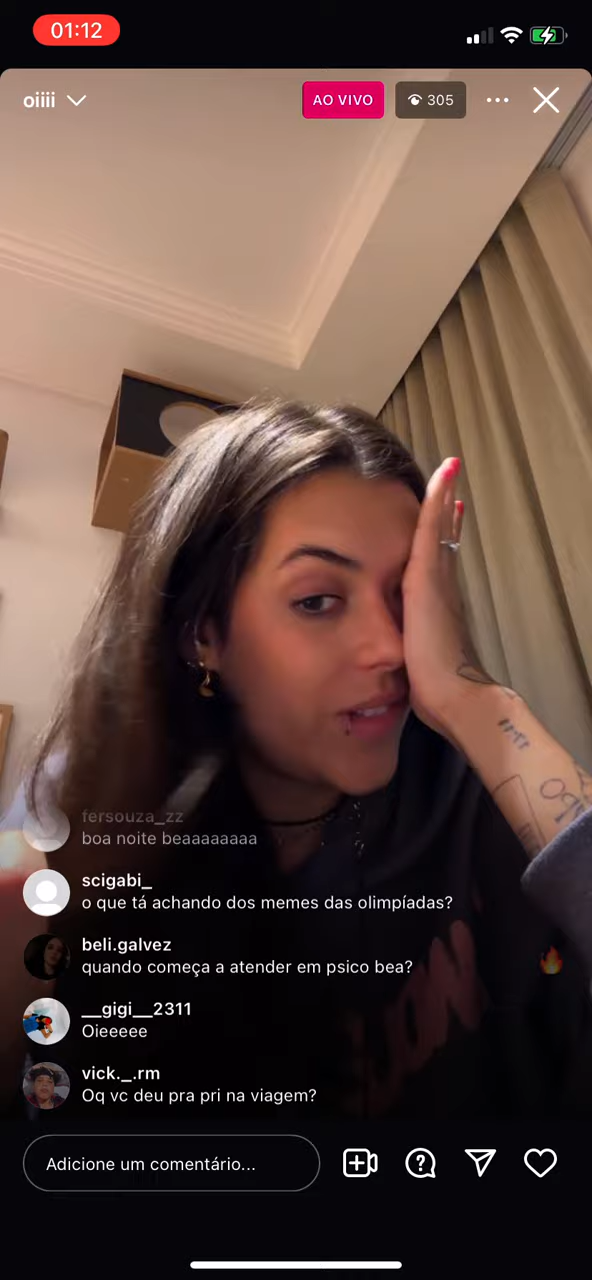 01:12
oiiii
AO VIVO
305
fersouza_zz
boa noite beaaaaaaaa
scigabi_
o que tá achando dos memes das olimpíadas?
beli.galvez
quando começa a atender em psico bea?
__gigi__2311
Oieeeee
vick._.rm
Oq vc deu pra pri na viagem?
Adicione um comentário...